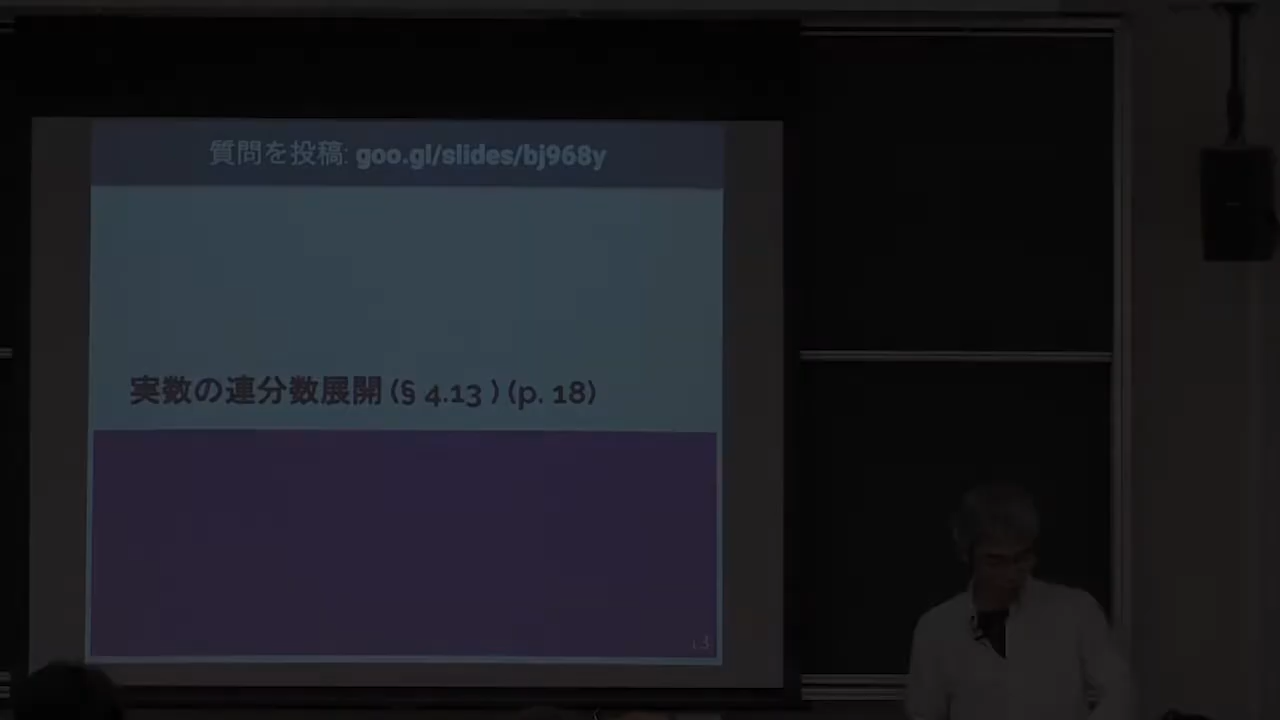 質問を投稿: goo.gl/slides/bj968y
実数の連分数展開 (§ 4.13 ) (p. 18)